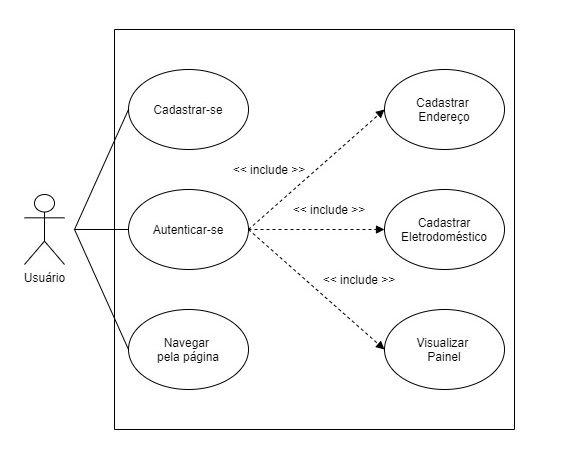 Cadastrar-se
Cadastrar
Endereço
<< include >>
<< include >>
Autenticar-se
Cadastrar
Eletrodoméstico
Usuário
<< include >>
Navegar
pela página
Visualizar
Painel